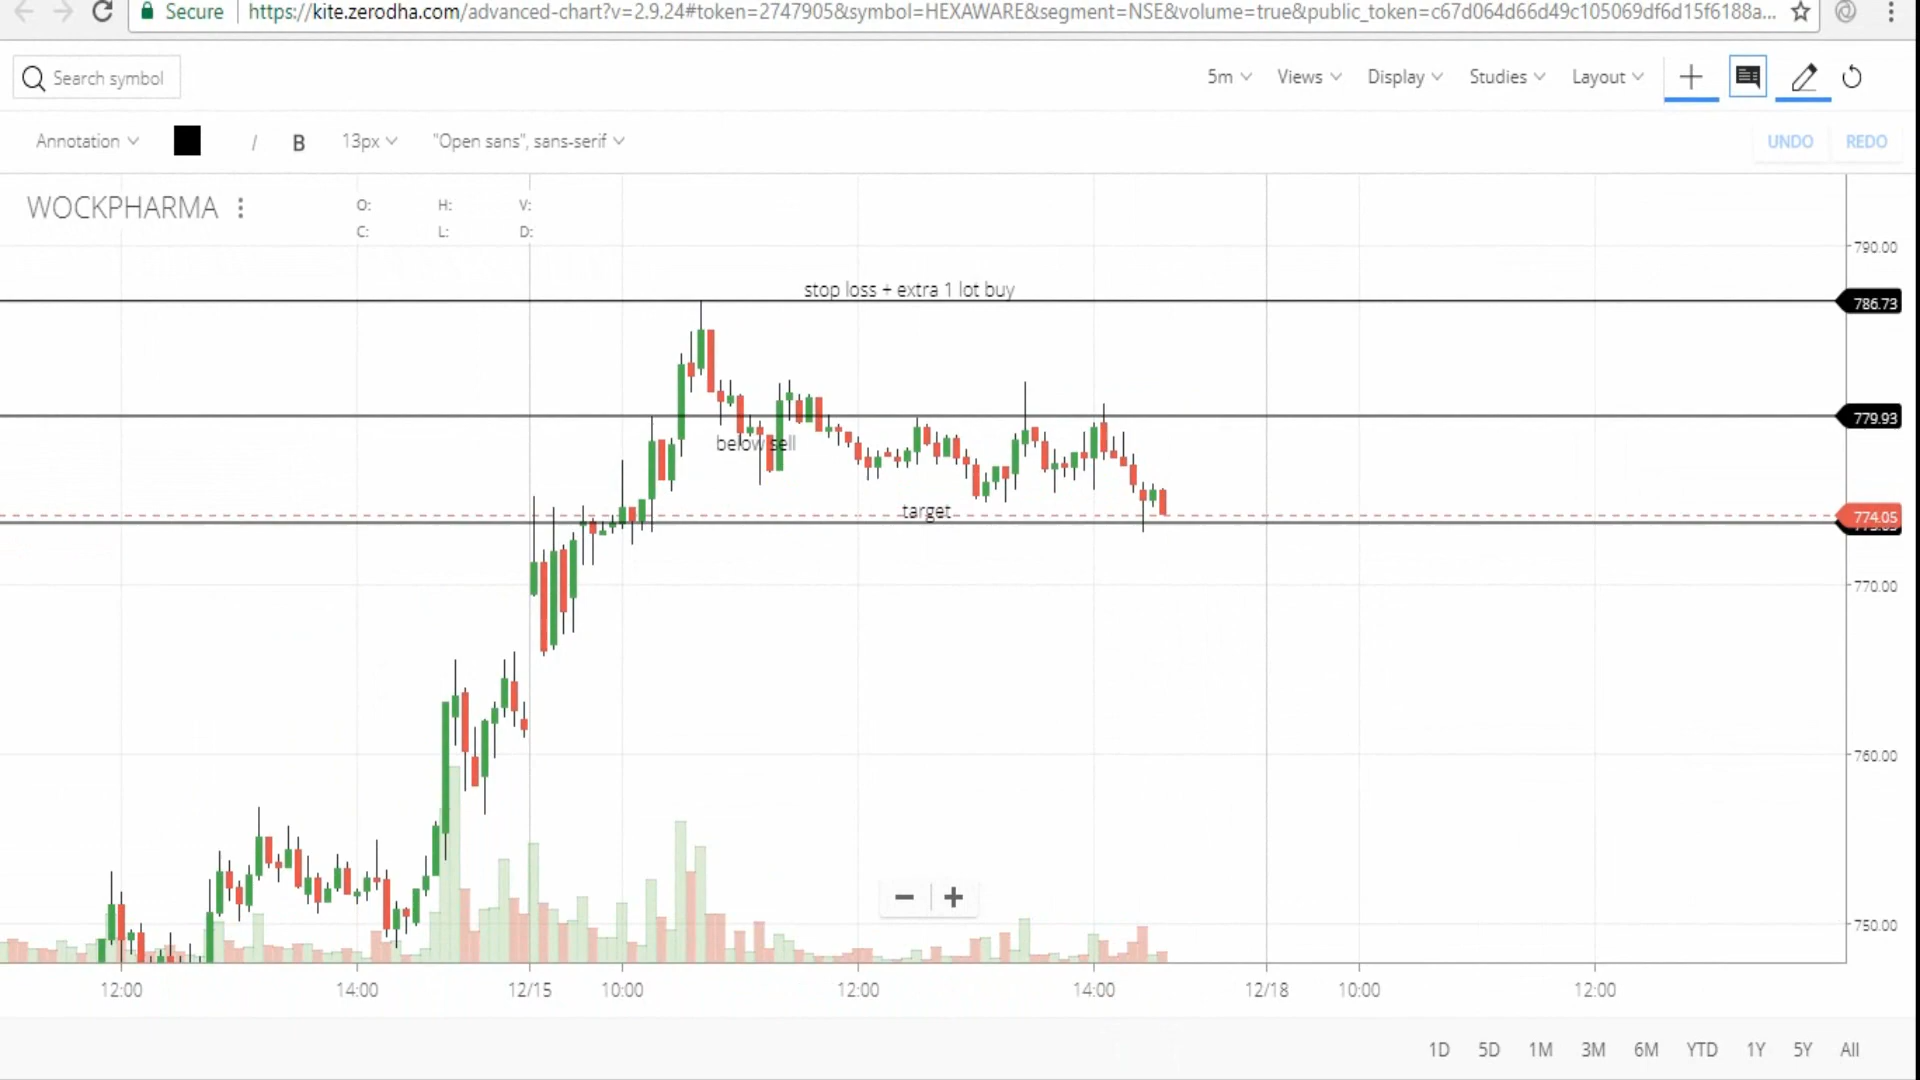 Secure https://kite.zerodha.com/advanced-chart?v=2.9.24#token=2747905&symbol=HEXAWARE&segment=NSE&volume=true&public_token=c67d064d66d49c105069df6d15f6188a...
Search symbol 5m Views Display Studies Layout
Annotation I B 13px "Open sans", sans-serif UNDO REDO
WOCKPHARMA O: H: V:
C: L: D:
790.00
stop loss + extra 1 lot buy
786.73
779.93
below sell
target
774.05
770.00
760.00
750.00
12:00 14:00 12/15 10:00 12:00 14:00 12/18 10:00 12:00
1D 5D 1M 3M 6M YTD 1Y 5Y All